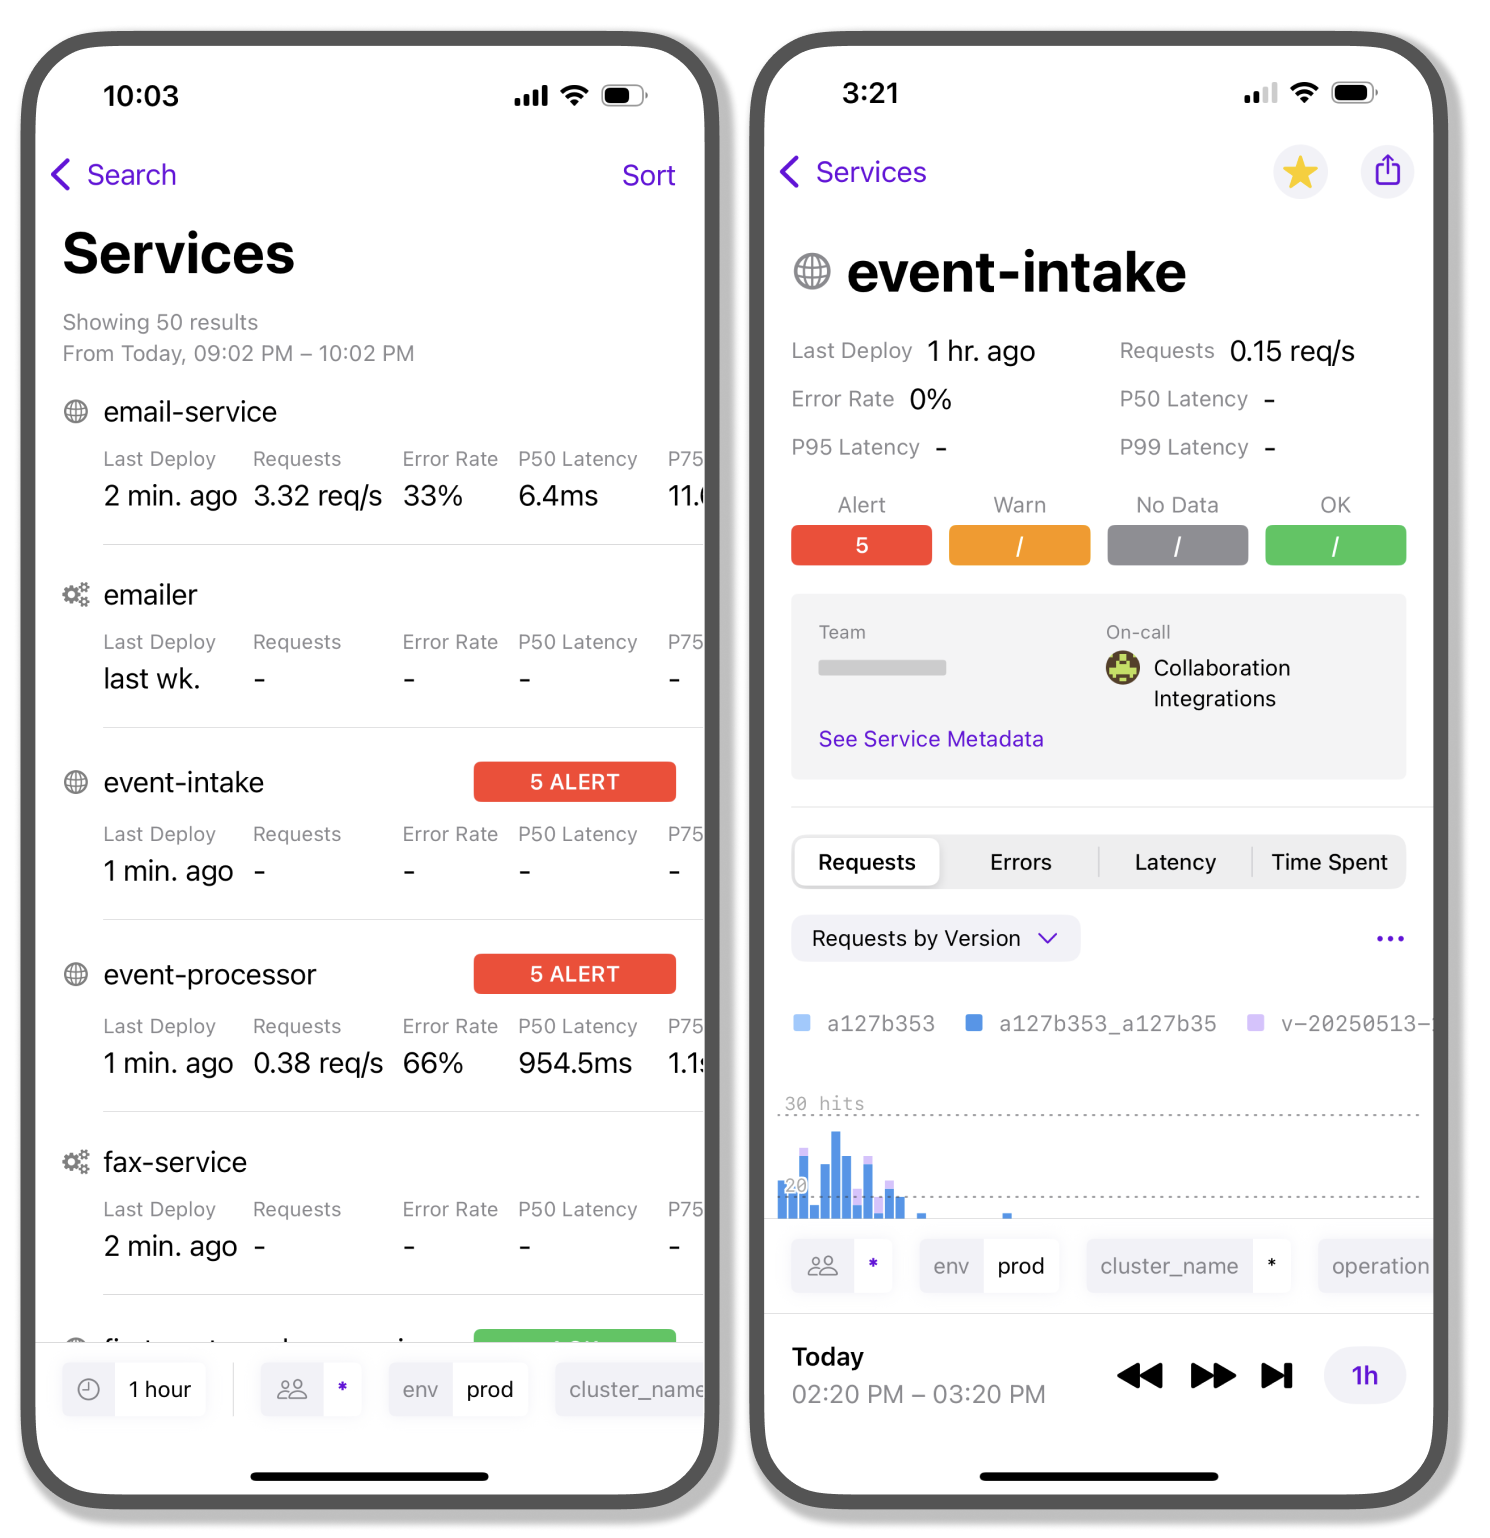 10:03
Search
Sort
Services
Showing 50 results
From Today, 09:02 PM – 10:02 PM
email-service
Last Deploy Requests Error Rate P50 Latency P75
2 min. ago 3.32 req/s 33% 6.4ms
emailer
Last Deploy Requests Error Rate P50 Latency P75
last wk. - - - -
event-intake 5 ALERT
Last Deploy Requests Error Rate P50 Latency P75
1 min. ago - - - -
event-processor 5 ALERT
Last Deploy Requests Error Rate P50 Latency P75
1 min. ago 0.38 req/s 66% 954.5ms
fax-service
Last Deploy Requests Error Rate P50 Latency P75
2 min. ago - - - -
1 hour * env prod cluster_name
3:21
Services
event-intake
Last Deploy 1 hr. ago Requests 0.15 req/s
Error Rate 0% P50 Latency -
P95 Latency - P99 Latency -
Alert Warn No Data OK
5 / / /
Team On-call
Collaboration
Integrations
See Service Metadata
Requests Errors Latency Time Spent
Requests by Version
a127b353 a127b353_a127b35 v-20250513-
30 hits
20
* env prod cluster_name * operation
Today
02:20 PM – 03:20 PM
1h